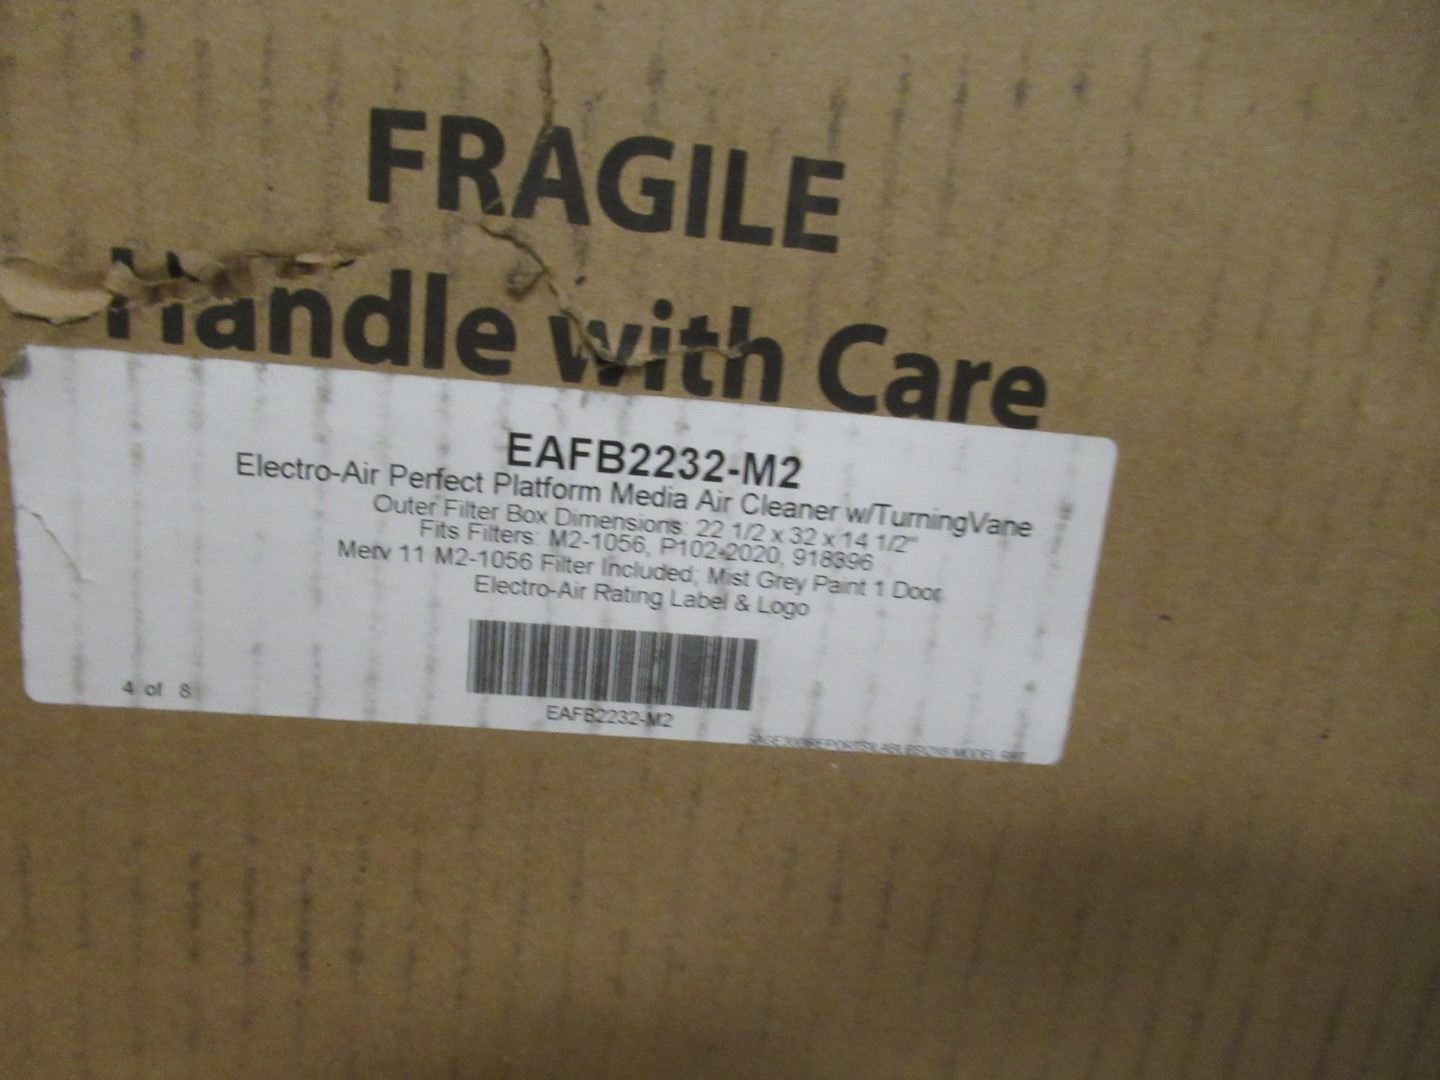 FRAGILE
Handle with Care
EAFB2232-M2
Electro-Air Perfect Platform Media Air Cleaner w/TurningVane
Outer Filter Box Dimensions: 22 1/2 x 32 x 14 1/2"
Fits Filters: M2-1056, P102-2020, 918396
Merv 11 M2-1056 Filter Included; Mist Grey Paint 1 Door
Electro-Air Rating Label & Logo
4 of 8
EAFB2232-M2